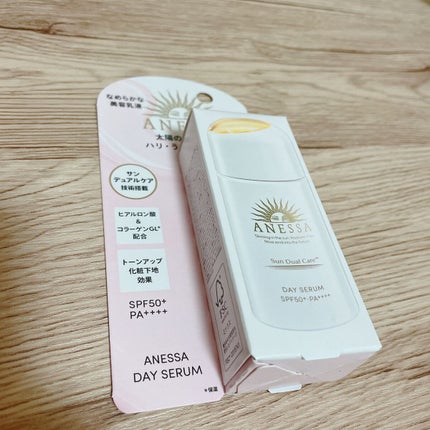 なめらかな
美容乳液
ANESSA
太陽の
ハリ・う
サン
デュアルケア
技術搭載
ヒアルロン酸
&
コラーゲンGL*
配合
トーンアップ
化粧下地
効果
SPF50+
PA++++
ANESSA
DAY SERUM
*保湿
ANESSA
Sun Dual Care
DAY SERUM
SPF50+・PA++++
FSC